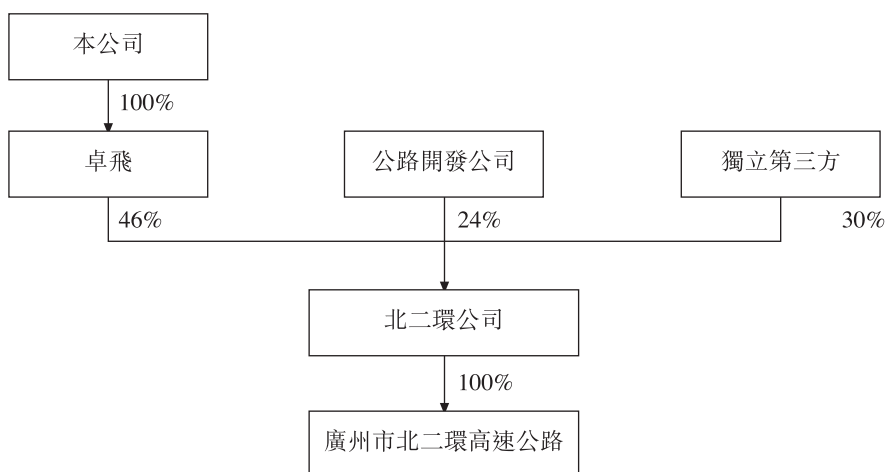 本公司
100%
卓飛
公路開發公司
獨立第三方
46%
24%
30%
北二環公司
100%
廣州市北二環高速公路